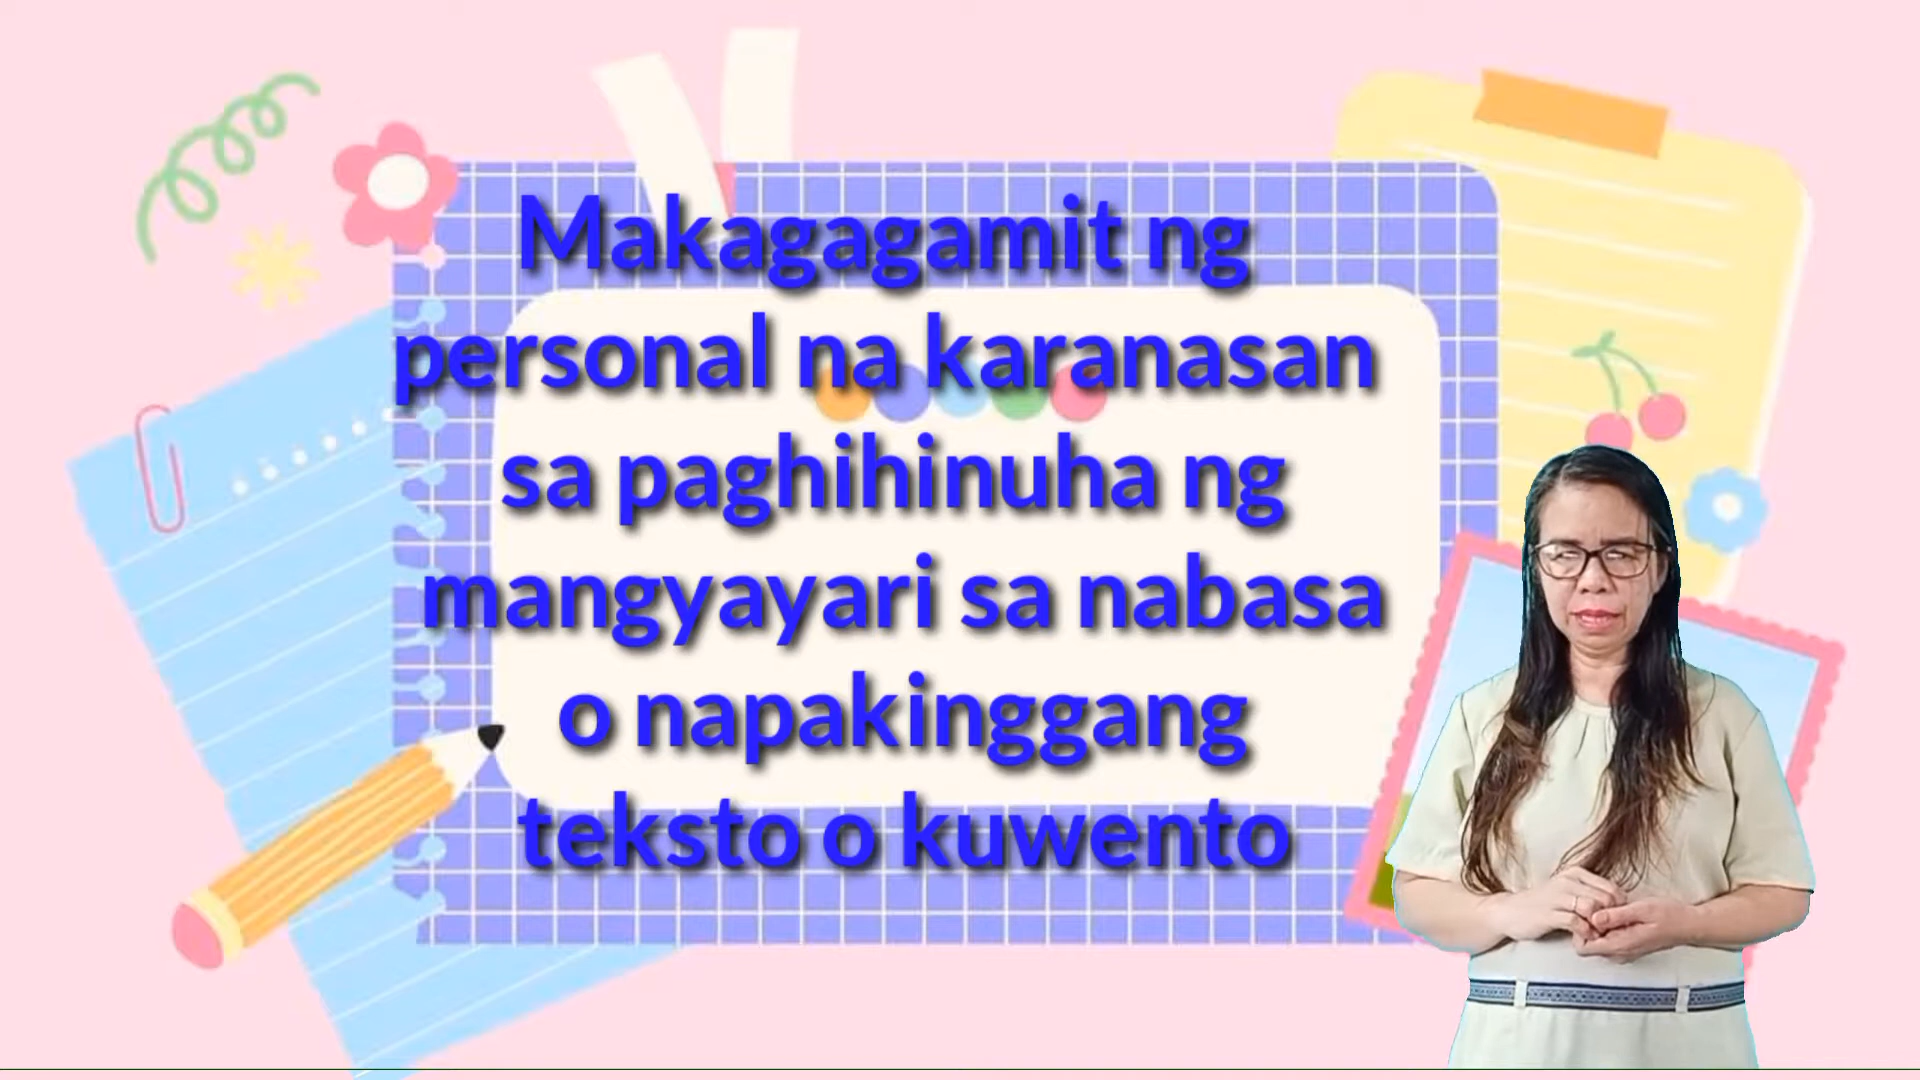 Makagagamit ng
personal na karanasan
sa paghihinuha ng
mangyayari sa nabasa
o napakinggang
teksto o kuwento